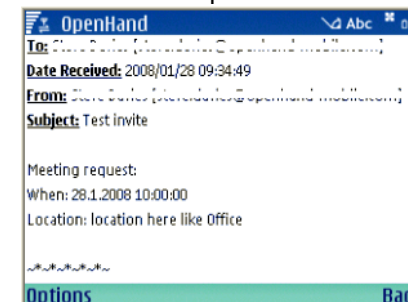 OpenHand Abc
To:
Date Received: 2008/01/28 09:34:49
From:
Subject: Test invite
Meeting request:
When: 28.1.2008 10:00:00
Location: location here like Office
~*~*~*~*~*~
Options